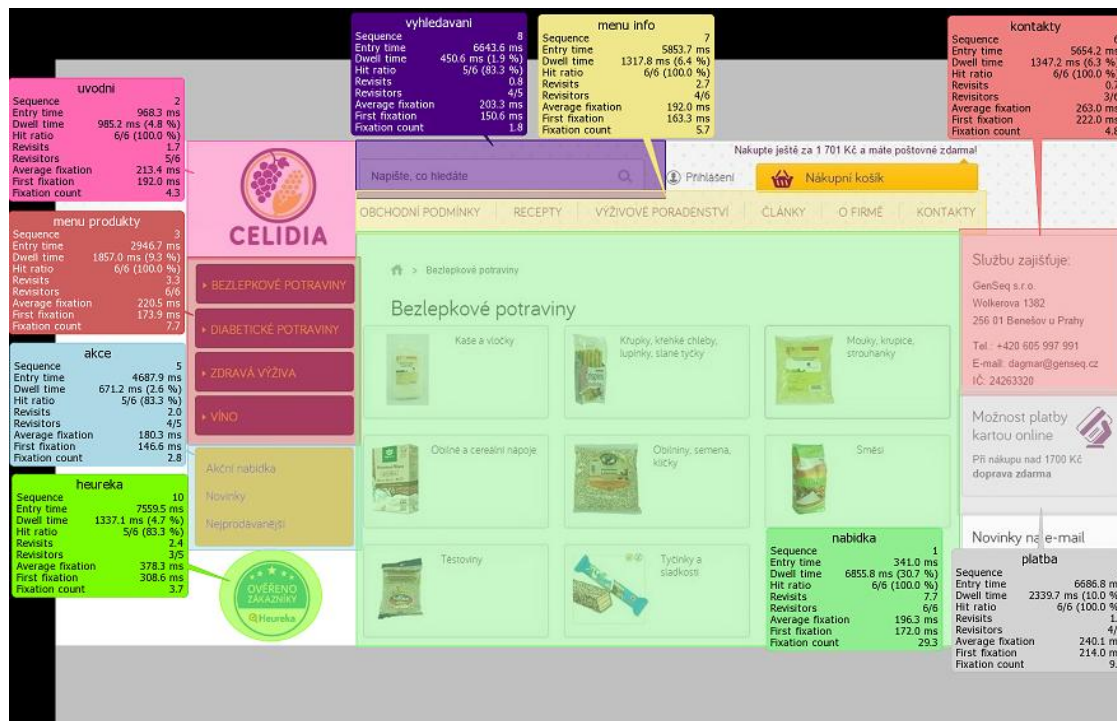 vyhledavani
Sequence 8
Entry time 6643.6 ms
Dwell time 450.6 ms (1.9 %)
Hit ratio 5/6 (83.3 %)
Revisits 0.8
Revisitors 4/5
Average fixation 203.3 ms
First fixation 150.6 ms
Fixation count 1.8
menu info
Sequence 7
Entry time 5853.7 ms
Dwell time 1317.8 ms (6.4 %)
Hit ratio 6/6 (100.0 %)
Revisits 2.7
Revisitors 4/6
Average fixation 192.0 ms
First fixation 163.3 ms
Fixation count 5.7
kontakty
Sequence 6
Entry time 5654.2 ms
Dwell time 1347.2 ms (6.3 %)
Hit ratio 6/6 (100.0 %)
Revisits 0.7
Revisitors 3/6
Average fixation 263.0 ms
First fixation 222.0 ms
Fixation count 4.8
uvodni
Sequence 2
Entry time 968.3 ms
Dwell time 985.2 ms (4.8 %)
Hit ratio 6/6 (100.0 %)
Revisits 1.7
Revisitors 5/6
Average fixation 213.4 ms
First fixation 192.0 ms
Fixation count 4.3
menu produkty
Sequence 3
Entry time 2946.7 ms
Dwell time 1857.0 ms (9.3 %)
Hit ratio 6/6 (100.0 %)
Revisits 3.3
Revisitors 6/6
Average fixation 220.5 ms
First fixation 173.9 ms
Fixation count 7.7
akce
Sequence 5
Entry time 4687.9 ms
Dwell time 671.2 ms (2.6 %)
Hit ratio 5/6 (83.3 %)
Revisits 2.0
Revisitors 4/5
Average fixation 180.3 ms
First fixation 146.6 ms
Fixation count 2.8
heureka
Sequence 10
Entry time 7559.5 ms
Dwell time 1337.1 ms (4.7 %)
Hit ratio 5/6 (83.3 %)
Revisits 2.4
Revisitors 3/5
Average fixation 378.3 ms
First fixation 308.6 ms
Fixation count 3.7
CELIDIA
Nakupte ještě za 1 701 Kč a máte poštovné zdarma!
Napište, co hledáte
Přihlášení
Nákupní košík
OBCHODNÍ PODMÍNKY RECEPTY VÝŽIVOVÉ PORADENSTVÍ ČLÁNKY O FIRMĚ KONTAKTY
BEZLEPKOVÉ POTRAVINY
DIABETICKÉ POTRAVINY
ZDRAVÁ VÝŽIVA
VÍNO
Akční nabídka
Novinky
Nejprodávanější
OVĚŘENO
ZÁKAZNÍKY
Heureka
> Bezlepkové potraviny
Bezlepkové potraviny
Kaše a vločky
Křupky, křehké chleby,
lupínky, slané tyčky
Mouky, krupice,
strouhanky
Obilné a cereální nápoje
Obilniny, semena,
klíčky
Směsi
Těstoviny
Tyčinky a
sladkosti
Službu zajišťuje:
GenSeq s.r.o.
Wolkerova 1382
256 01 Benešov u Prahy
Tel.: +420 605 997 991
E-mail: dagmar@genseq.cz
IČ: 24263320
Možnost platby
kartou online
Při nákupu nad 1700 Kč
doprava zdarma
Novinky na e-mail
nabidka
Sequence 1
Entry time 341.0 ms
Dwell time 6855.8 ms (30.7 %)
Hit ratio 6/6 (100.0 %)
Revisits 7.7
Revisitors 6/6
Average fixation 196.3 ms
First fixation 172.0 ms
Fixation count 29.3
platba
Sequence
Entry time 6686.8 m
Dwell time 2339.7 ms (10.0 %
Hit ratio 6/6 (100.0 %
Revisits 1.
Revisitors 4/
Average fixation 240.1 m
First fixation 214.0 m
Fixation count 9.